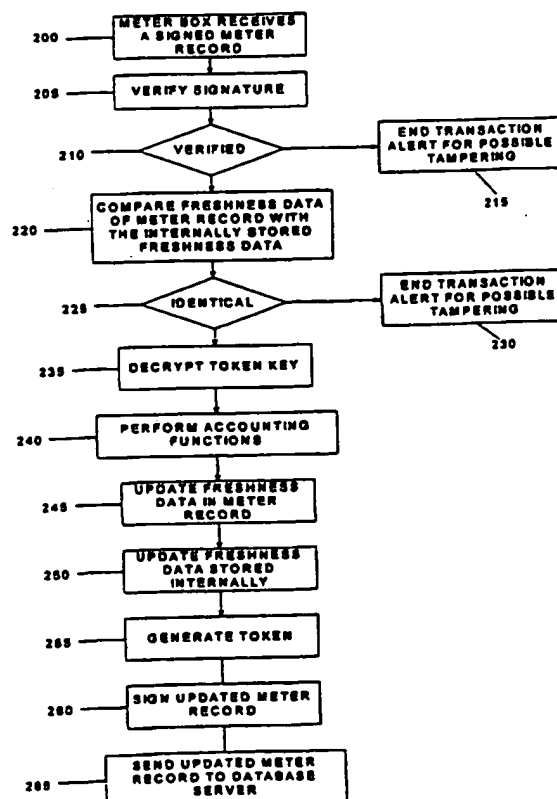 200
METER BOX RECEIVES
A SIGNED METER
RECORD
205
VERIFY SIGNATURE
210
VERIFIED
END TRANSACTION
ALERT FOR POSSIBLE
TAMPERING
215
220
COMPARE FRESHNESS DATA
OF METER RECORD WITH
THE INTERNALLY STORED
FRESHNESS DATA
225
IDENTICAL
END TRANSACTION
ALERT FOR POSSIBLE
TAMPERING
230
235
DECRYPT TOKEN KEY
240
PERFORM ACCOUNTING
FUNCTIONS
245
UPDATE FRESHNESS
DATA IN METER
RECORD
250
UPDATE FRESHNESS
DATA STORED
INTERNALLY
255
GENERATE TOKEN
260
SIGN UPDATED METER
RECORD
265
SEND UPDATED METER
RECORD TO DATABASE
SERVER